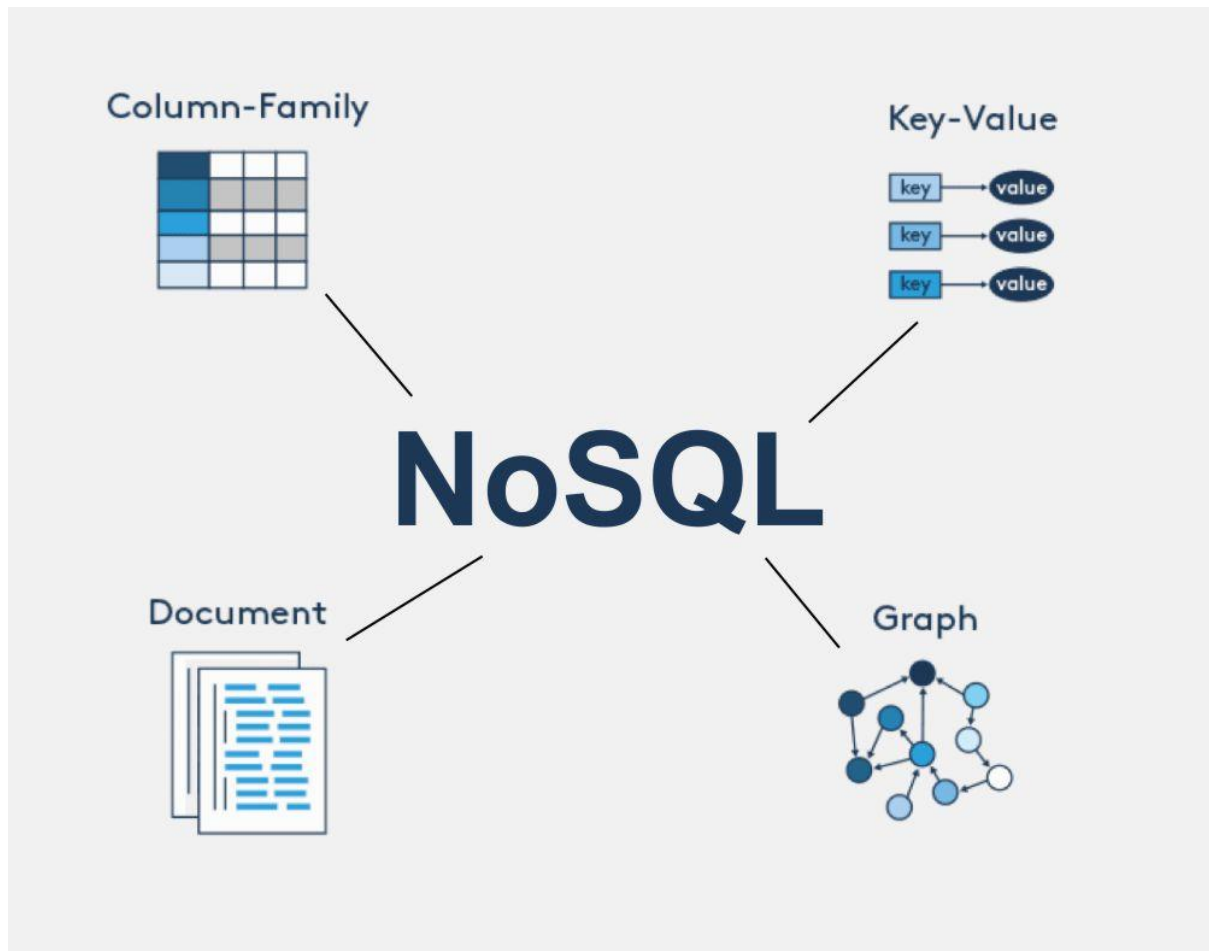 Column-Family
Key-Value
key value
key value
key value
NoSQL
Document
Graph